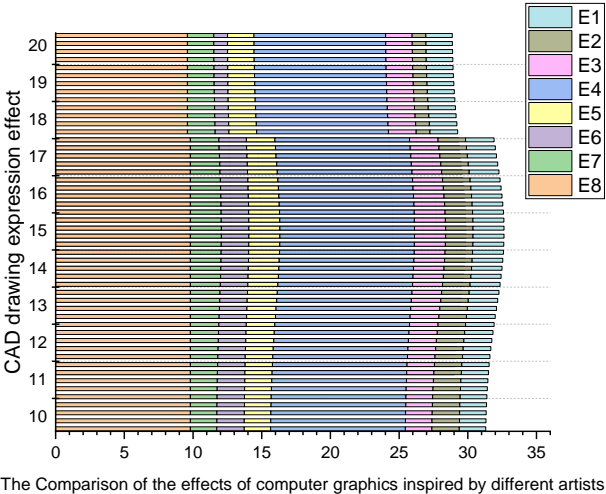 E1
E2
E3
E4
E5
E6
E7
E8
CAD drawing expression effect
20
19
18
17
16
15
14
13
12
11
10
0 5 10 15 20 25 30 35
The Comparison of the effects of computer graphics inspired by different artists